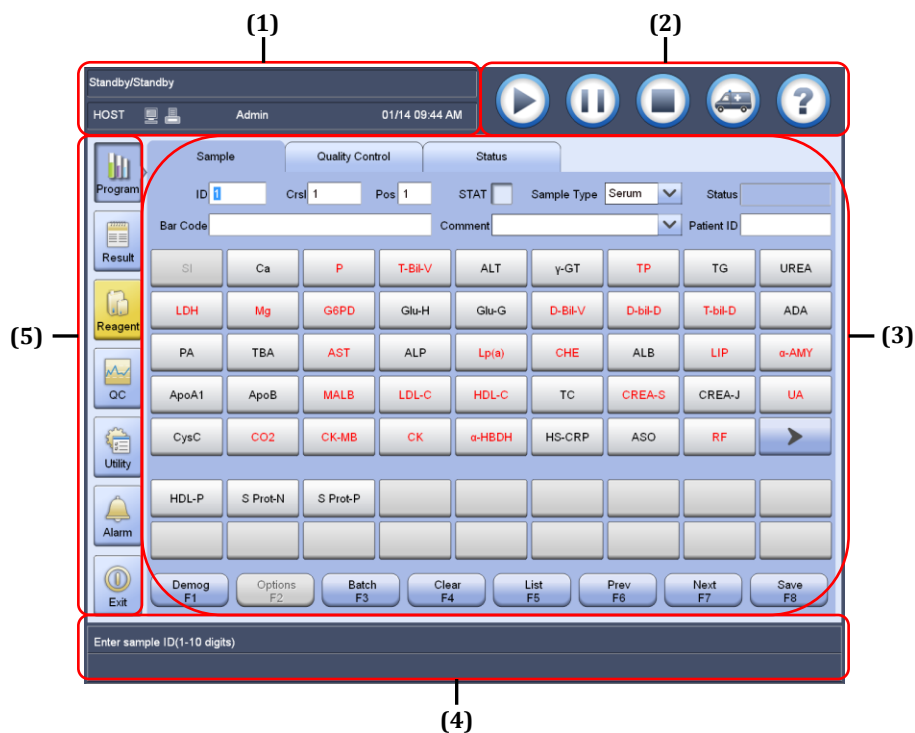 (1)
(2)
Standby/Standby
HOST Admin 01/14 09:44 AM
?
Program
Result
Reagent
QC
Utility
Alarm
Exit
Sample Quality Control Status
ID 1 Crsl 1 Pos 1 STAT Sample Type Serum Status
Bar Code Comment Patient ID
SI Ca P T-Bil-V ALT γ-GT TP TG UREA
LDH Mg G6PD Glu-H Glu-G D-Bil-V D-bil-D T-bil-D ADA
PA TBA AST ALP Lp(a) CHE ALB LIP α-AMY
ApoA1 ApoB MALB LDL-C HDL-C TC CREA-S CREA-J UA
CysC CO2 CK-MB CK α-HBDH HS-CRP ASO RF
HDL-P S Prot-N S Prot-P
Demog F1 Options F2 Batch F3 Clear F4 List F5 Prev F6 Next F7 Save F8
(5)
(3)
Enter sample ID(1-10 digits)
(4)